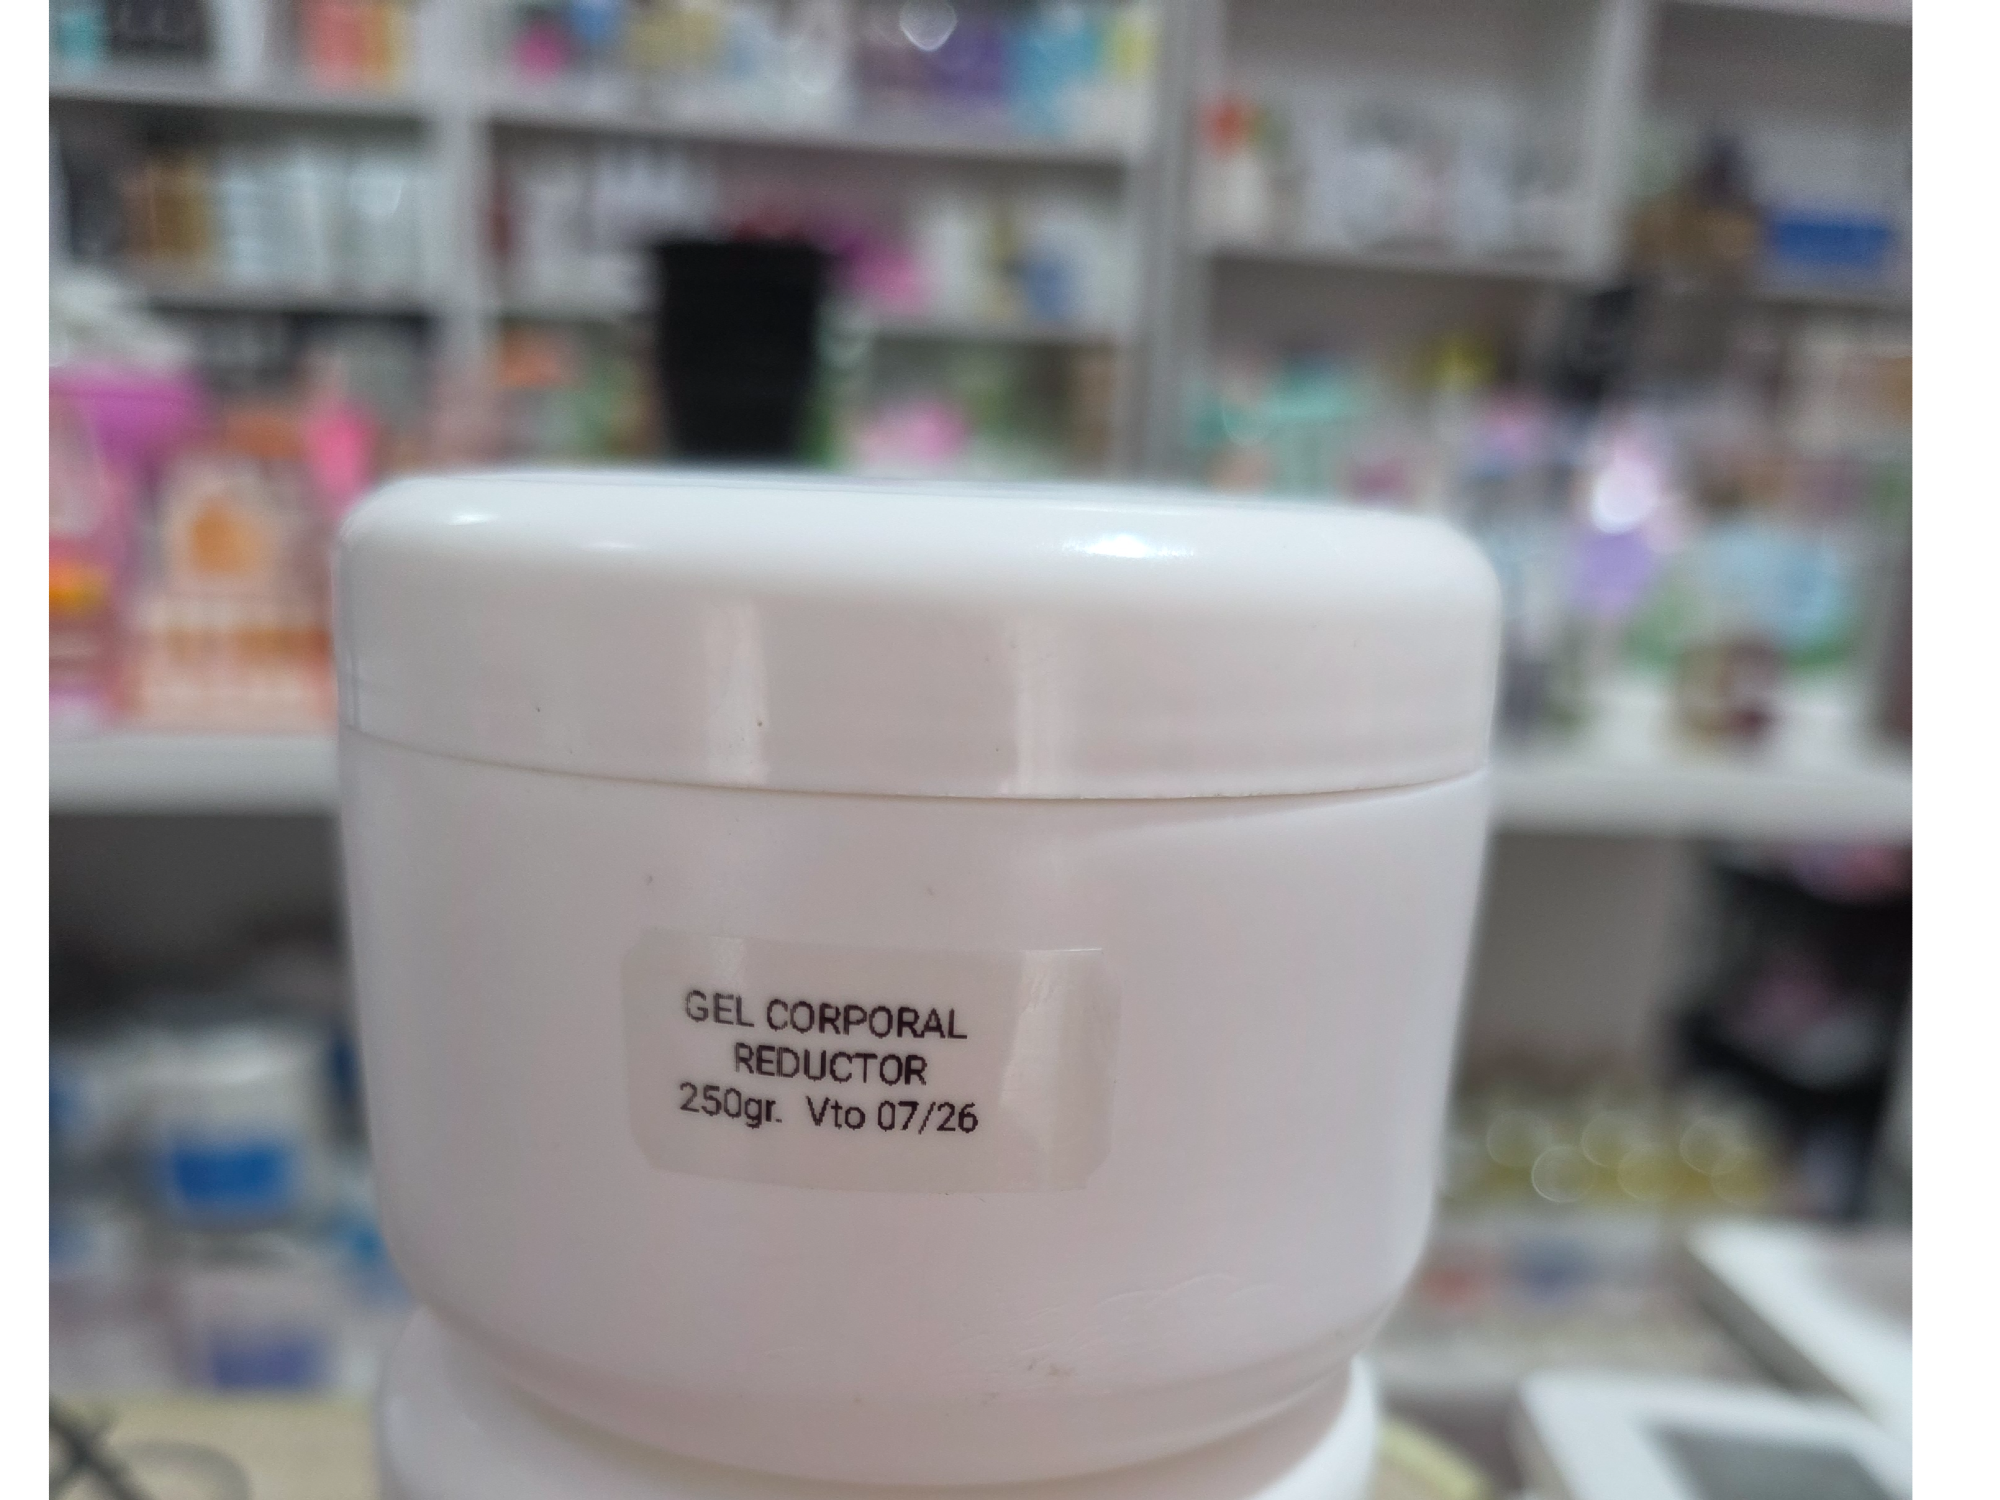 GEL CORPORAL
REDUCTOR
250gr. Vto 07/26